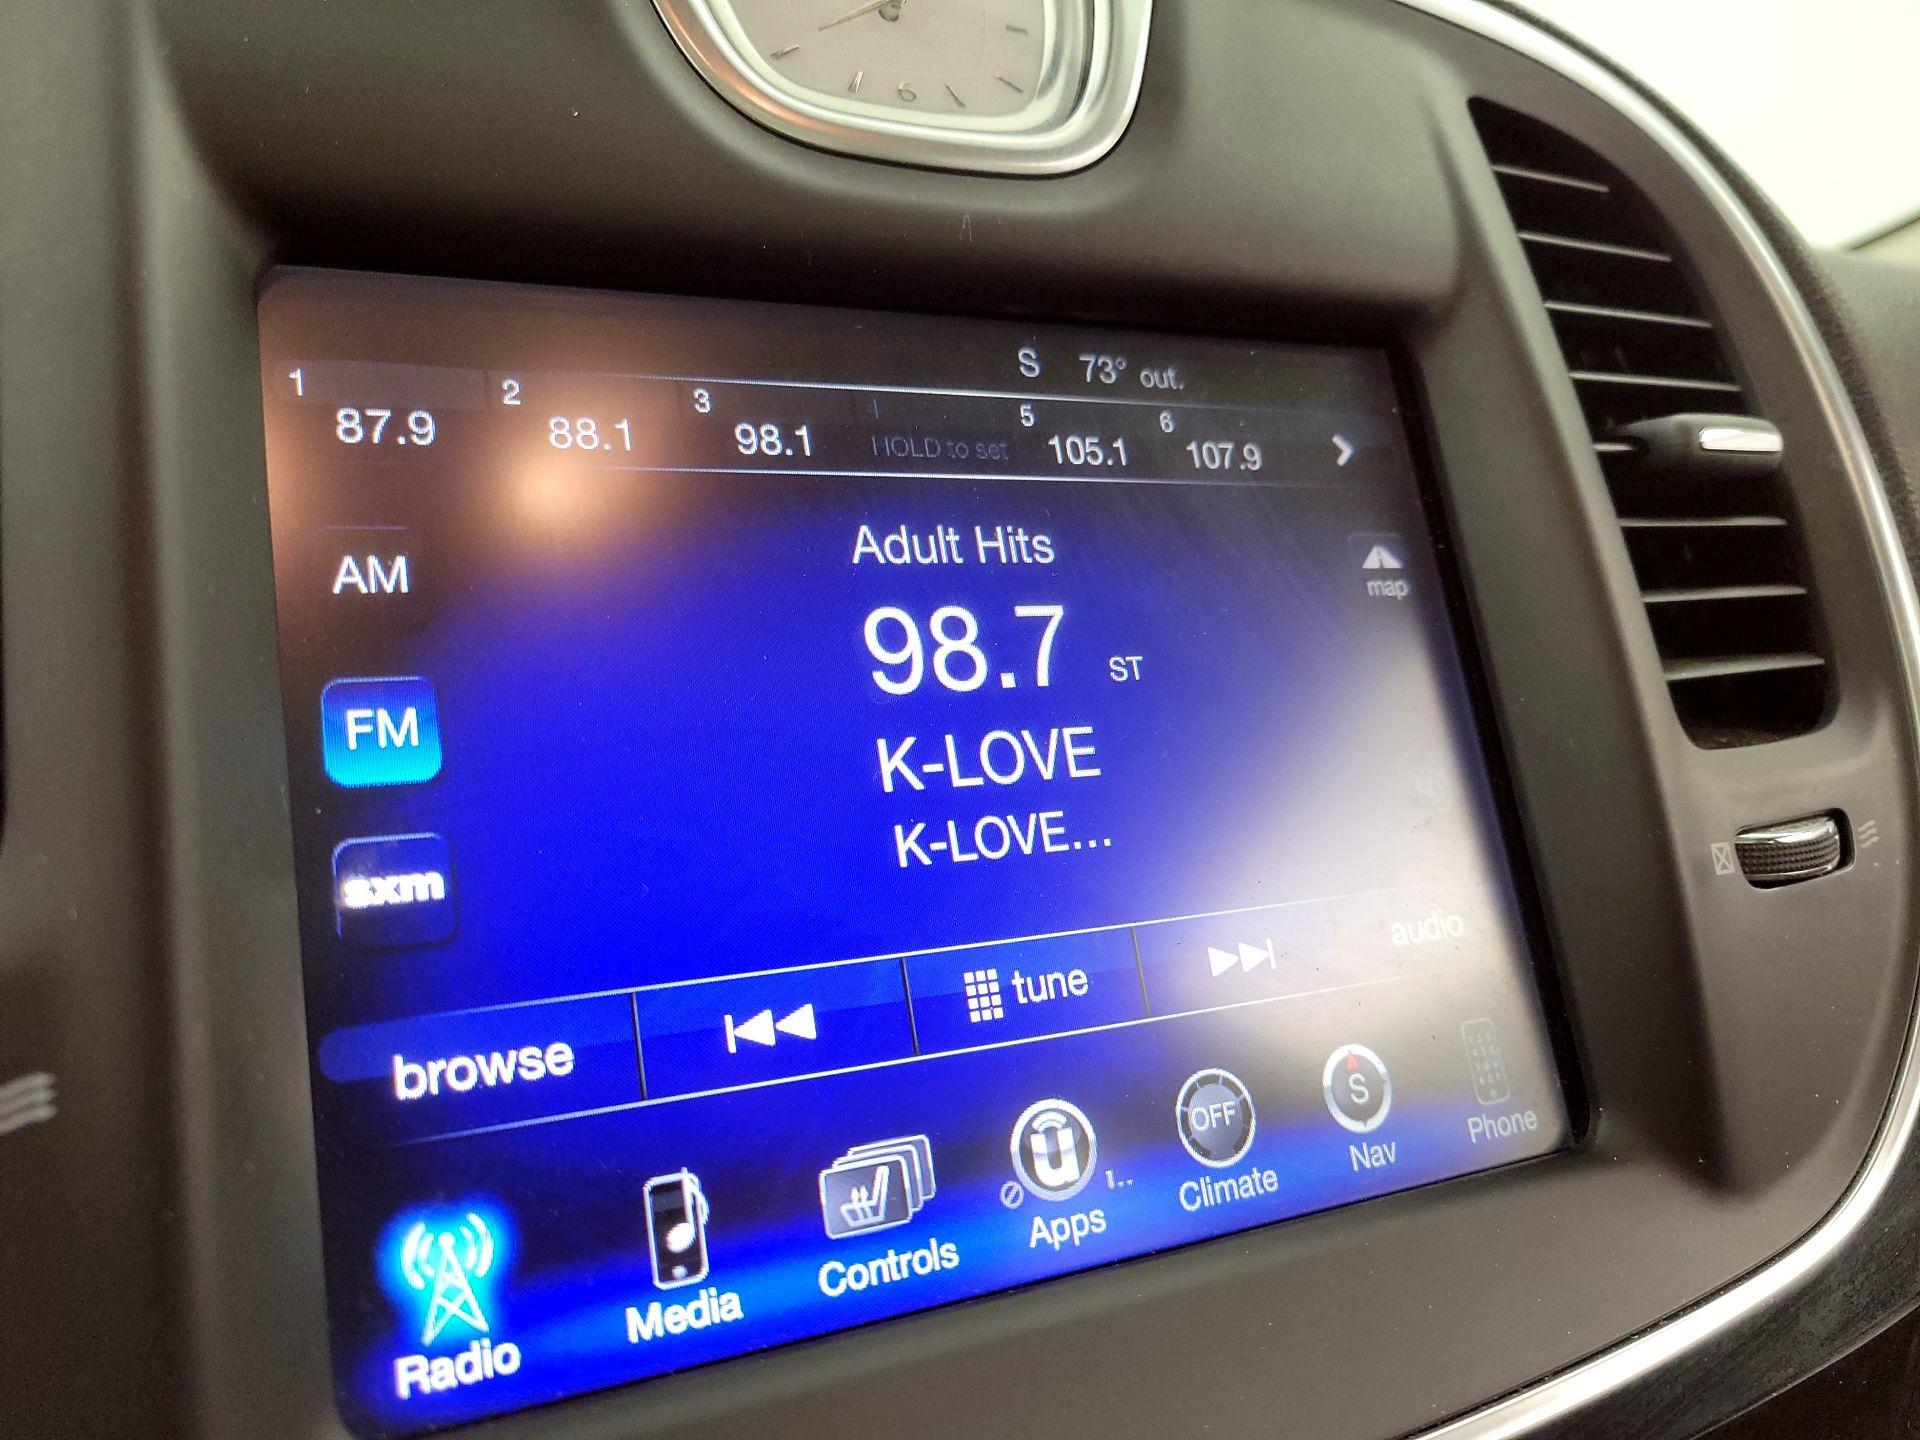 6
S 73° out.
1 2 3 4 5 6
87.9 88.1 98.1 HOLD to set 105.1 107.9
Adult Hits
AM
map
98.7 ST
FM
K-LOVE
K-LOVE...
sxm
audio
browse tune
OFF
S
u
1..
Radio Media Controls Apps Climate Nav Phone